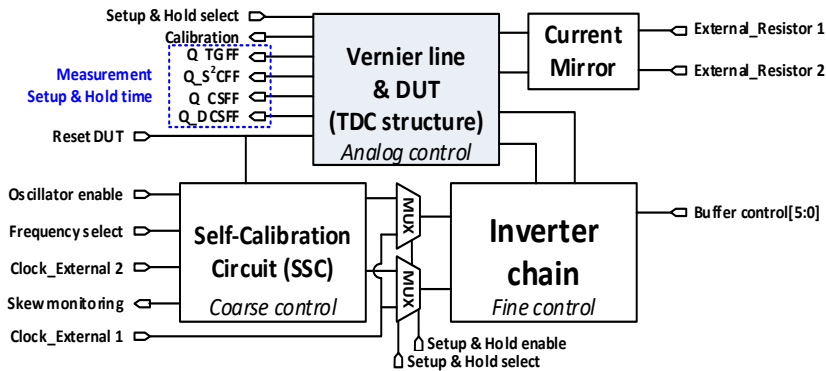 Setup & Hold select
Calibration
Q_TGFF
Q_S²CFF
Q_CSFF
Q_DCSFF
Measurement
Setup & Hold time
Reset DUT
Vernier line
& DUT
(TDC structure)
Analog control
Current
Mirror
External_Resistor 1
External_Resistor 2
Oscillator enable
Frequency select
Clock_External 2
Skew monitoring
Clock_External 1
Self-Calibration
Circuit (SSC)
Coarse control
MUX
MUX
Inverter
chain
Fine control
Buffer control[5:0]
Setup & Hold enable
Setup & Hold select